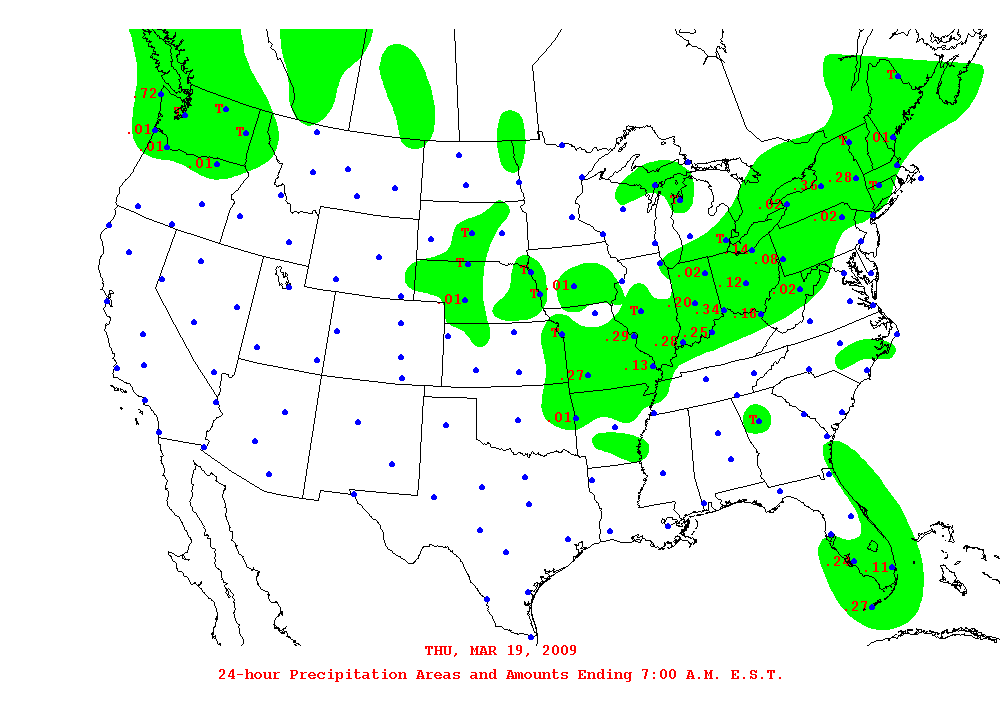 T
.72
T
.01
T
.01
.01
T
.01
T
.28
.36
T
T
.02
.02
T
T
.14
.08
T
T
.02
.12
.01
T
.02
.01
.20
.34
T
.18
T
.25
.29
.28
.13
.27
.01
T
.11
.27
THU, MAR 19, 2009
24-hour Precipitation Areas and Amounts Ending 7:00 A.M. E.S.T.